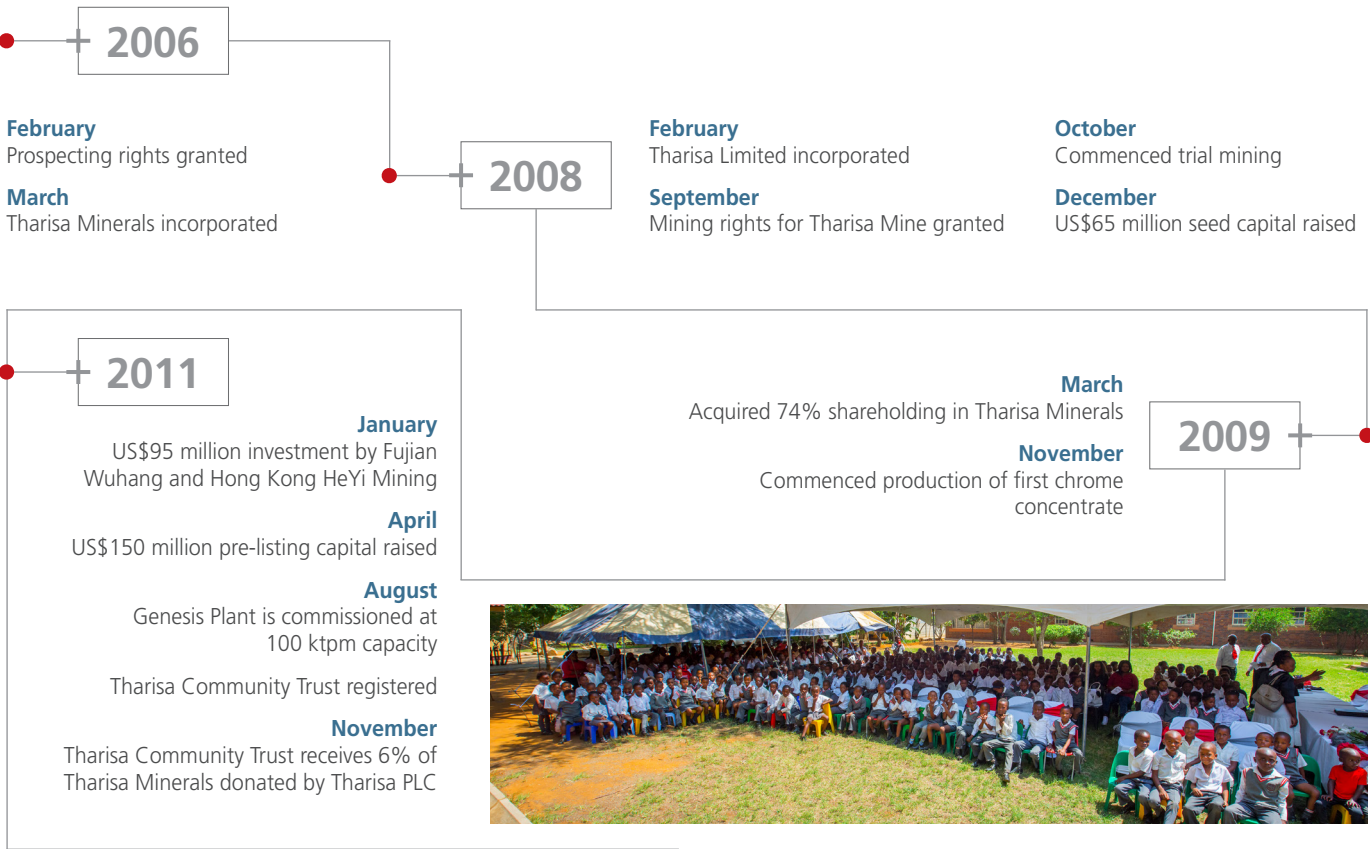 2006
February
Prospecting rights granted
March
Tharisa Minerals incorporated
2008
February
Tharisa Limited incorporated
September
Mining rights for Tharisa Mine granted
October
Commenced trial mining
December
US$65 million seed capital raised
2009
March
Acquired 74% shareholding in Tharisa Minerals
November
Commenced production of first chrome
concentrate
2011
January
US$95 million investment by Fujian
Wuhang and Hong Kong HeYi Mining
April
US$150 million pre-listing capital raised
August
Genesis Plant is commissioned at
100 ktpm capacity
Tharisa Community Trust registered
November
Tharisa Community Trust receives 6% of
Tharisa Minerals donated by Tharisa PLC